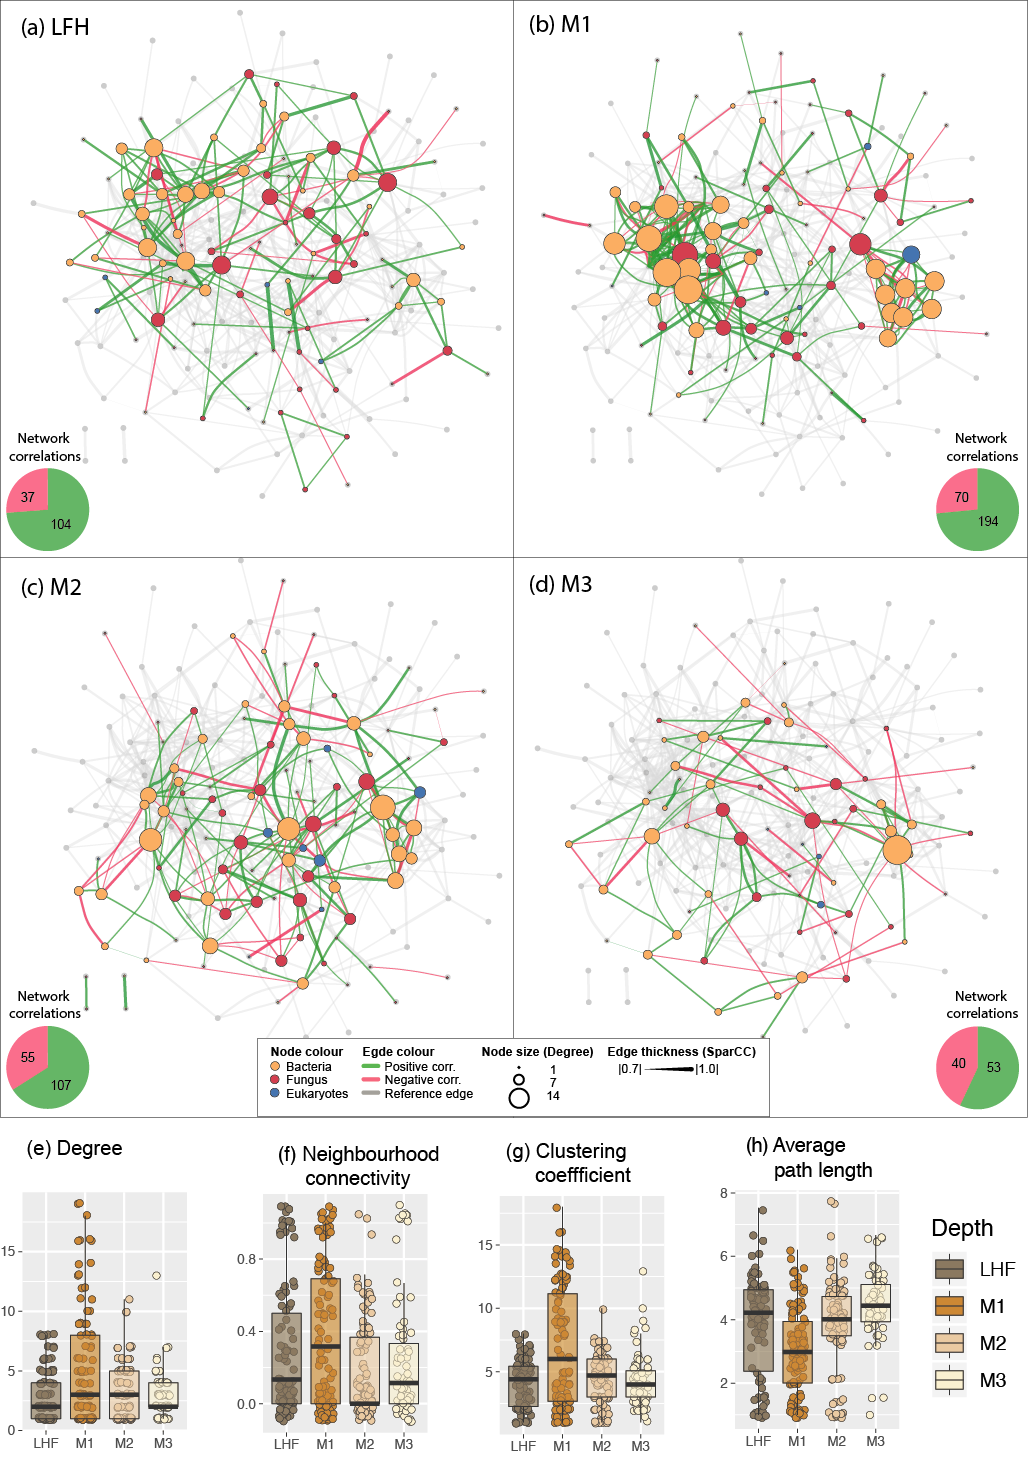 (a) LFH
(b) M1
Network
correlations
37
104
Network
correlations
70
194
(c) M2
(d) M3
Network
correlations
55
107
Network
correlations
40
53
Node colour
Bacteria
Fungus
Eukaryotes
Egde colour
Positive corr.
Negative corr.
Reference edge
Node size (Degree)
1
7
14
Edge thickness (SparCC)
|0.7|
|1.0|
(e) Degree
15
10
5
0
LHF
M1
M2
M3
(f) Neighbourhood
connectivity
0.8
0.4
0.0
LHF
M1
M2
M3
(g) Clustering
coeffficient
15
10
5
LHF
M1
M2
M3
(h) Average
path length
8
6
4
2
LHF
M1
M2
M3
Depth
LHF
M1
M2
M3